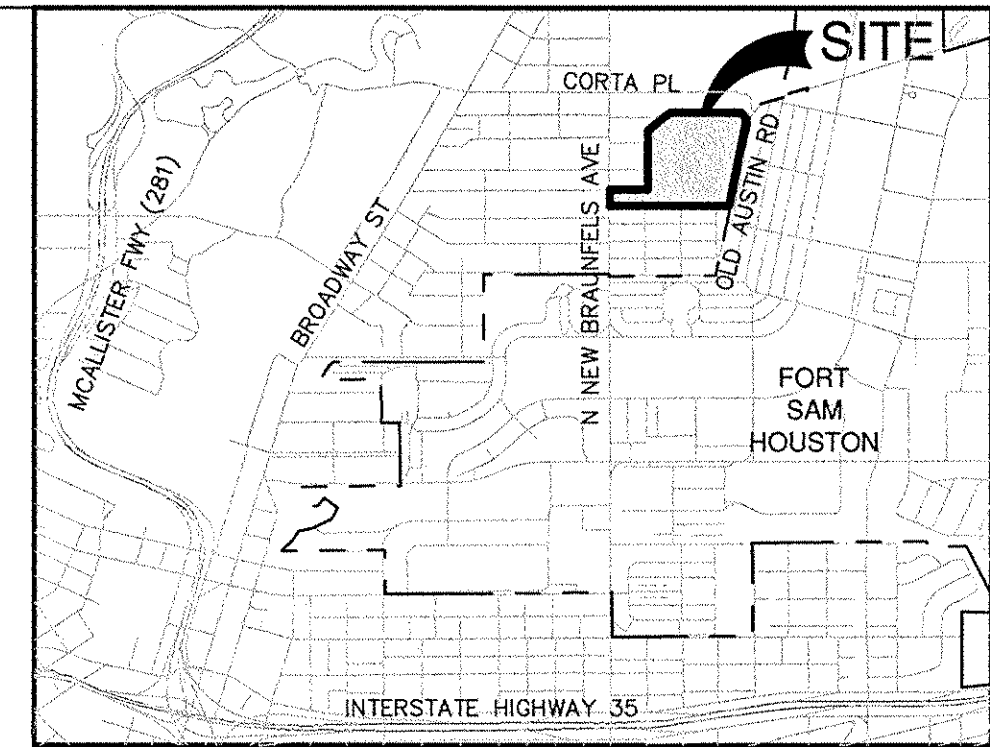 SITE
CORTA PL
MCALLISTER FWY (281)
BROADWAY ST
N NEW BRAUNFELS AVE
OLD AUSTIN RD
FORT
SAM
HOUSTON
INTERSTATE HIGHWAY 35